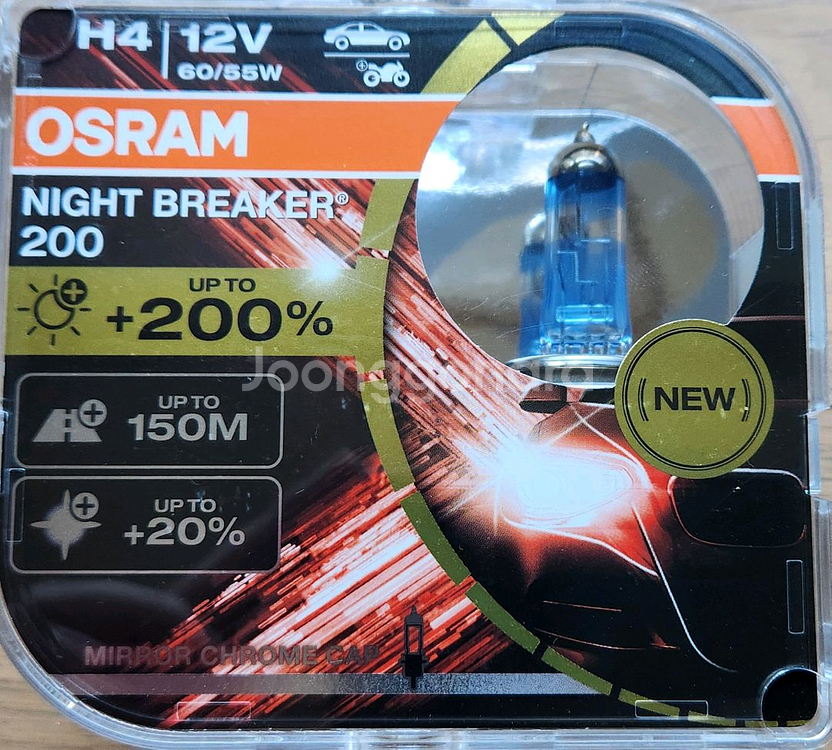 H4 12V
60/55W
OSRAM
NIGHT BREAKER®
200
UP TO
+200%
UP TO
150M
UP TO
+20%
NEW
Joonggonara
MIRROR CHROME CAP